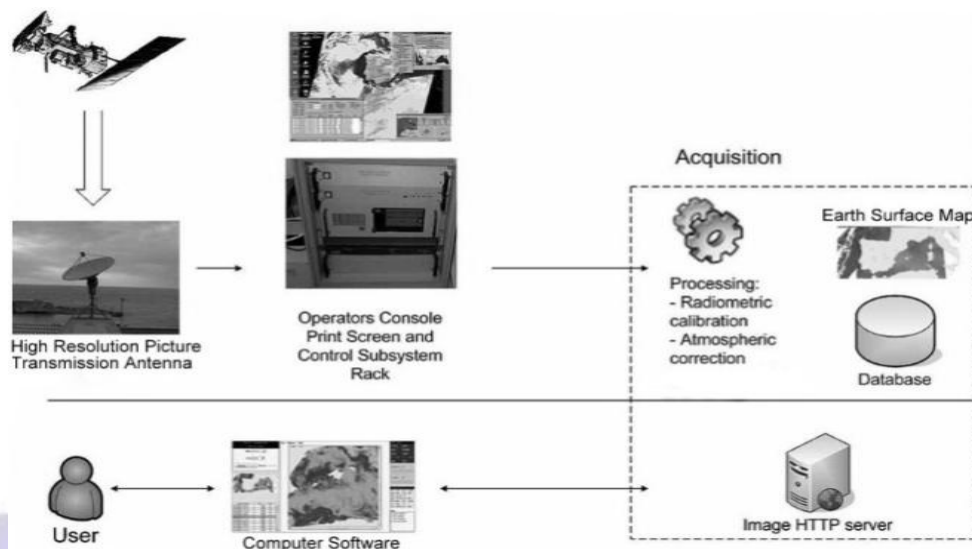 Acquisition
High Resolution Picture
Transmission Antenna
Operators Console
Print Screen and
Control Subsystem
Rack
Processing:
- Radiometric
calibration
- Atmospheric
correction
Earth Surface Map
Database
User
Computer Software
Image HTTP server